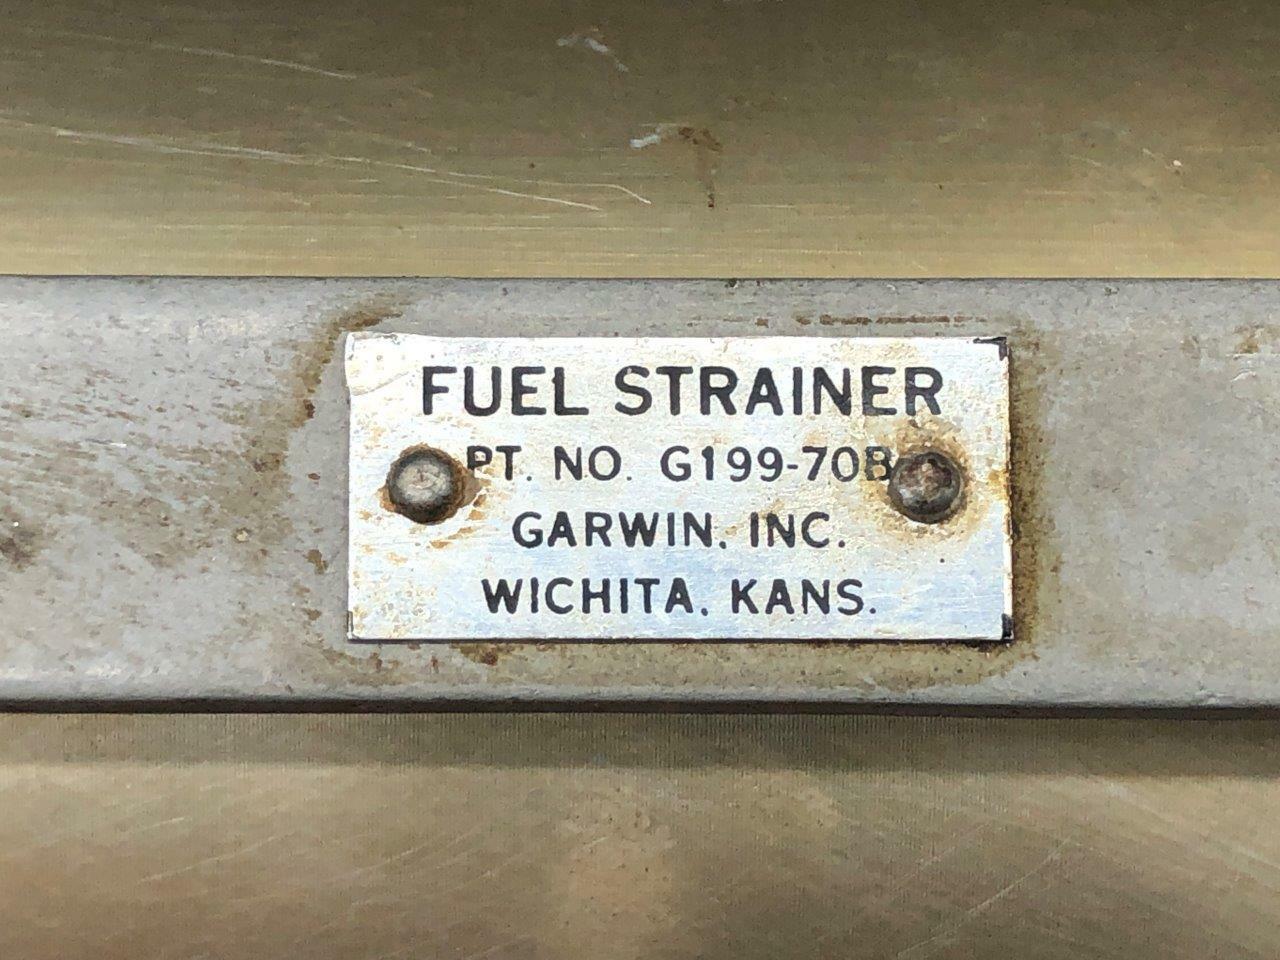 FUEL STRAINER
PT. NO. G199-70B
GARWIN, INC.
WICHITA, KANS.